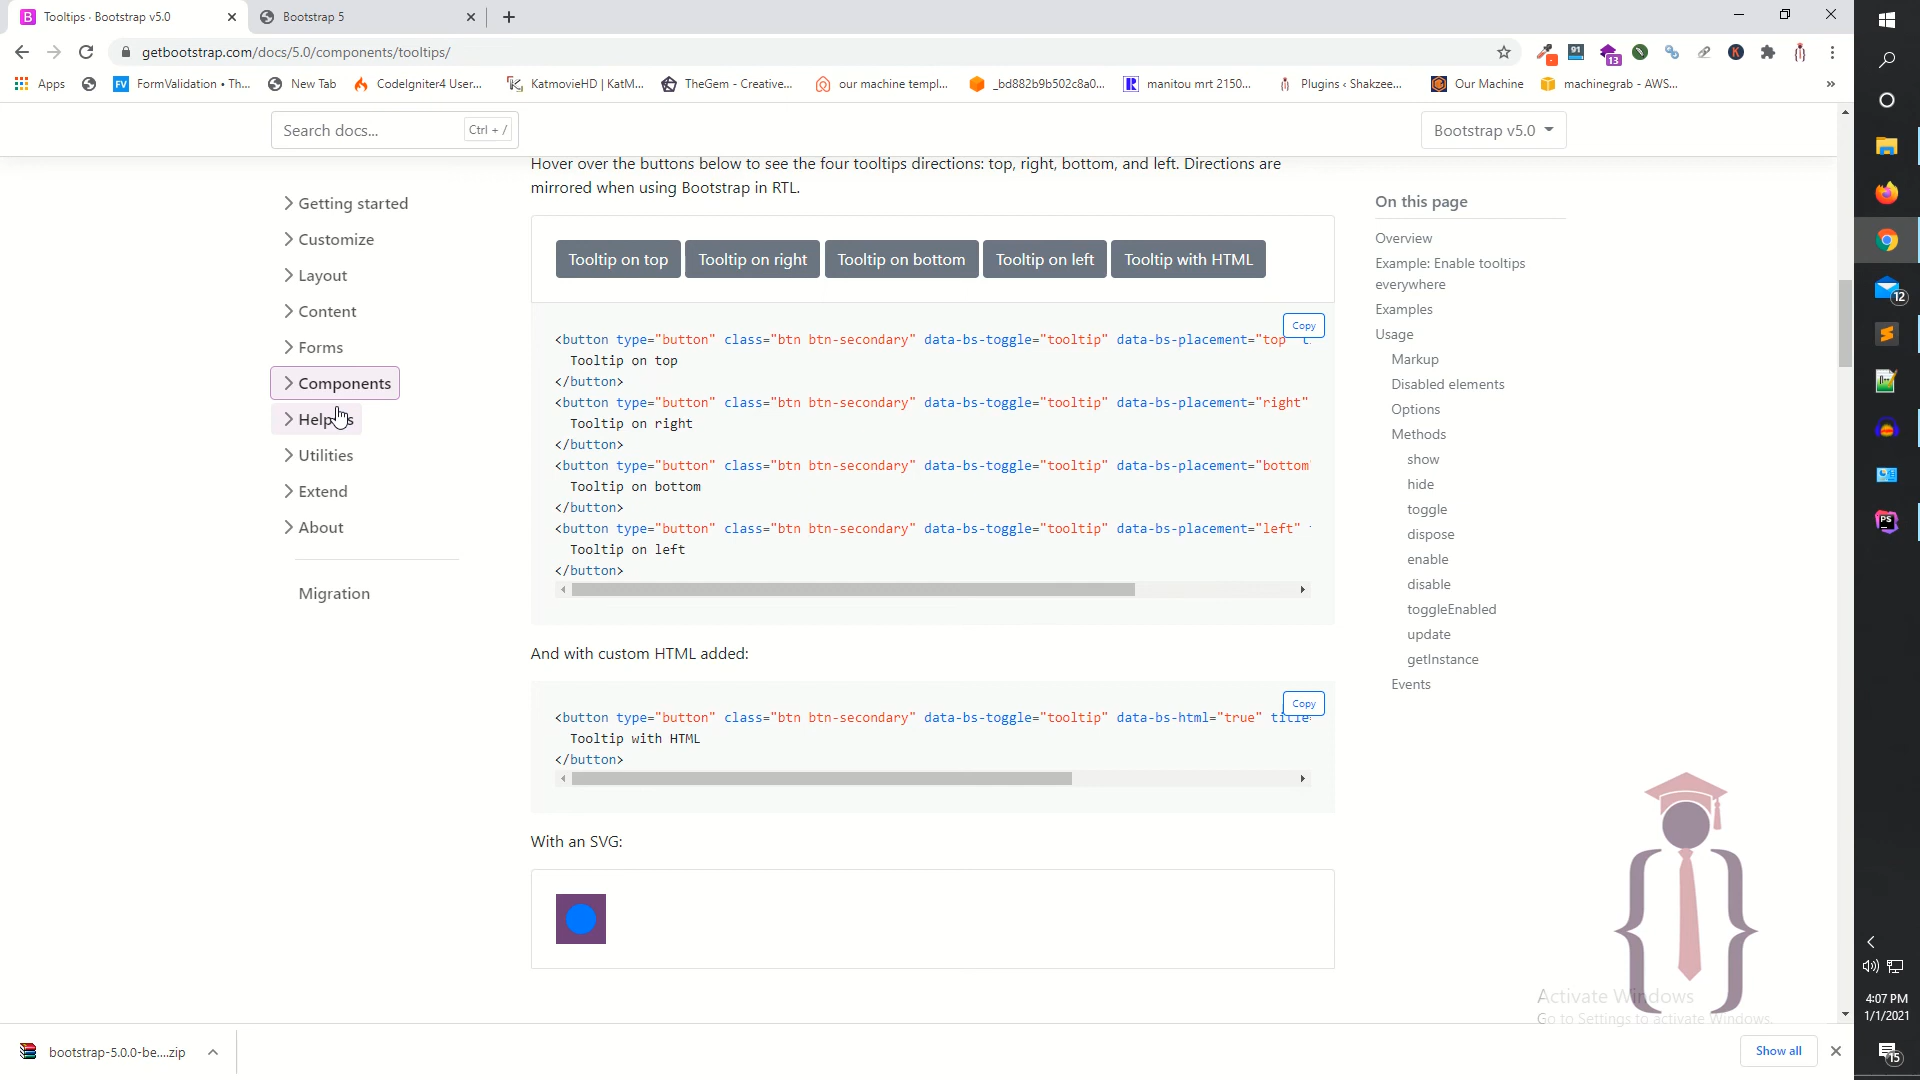 Tooltips · Bootstrap v5.0
Bootstrap 5
getbootstrap.com/docs/5.0/components/tooltips/
91
13
Apps
FV
FormValidation • Th...
New Tab
CodeIgniter4 User...
KatmovieHD | KatM...
TheGem - Creative...
our machine templ...
_bd882b9b502c8a0...
manitou mrt 2150...
Plugins ‹ Shakzee...
Our Machine
machinegrab - AWS...
»
Search docs...
Ctrl + /
Bootstrap v5.0
Getting started
Customize
Layout
Content
Forms
Components
Utilities
Extend
About
Migration
Hover over the buttons below to see the four tooltips directions: top, right, bottom, and left. Directions are
mirrored when using Bootstrap in RTL.
Tooltip on top
Tooltip on right
Tooltip on bottom
Tooltip on left
Tooltip with HTML
Copy
<button type="button" class="btn btn-secondary" data-bs-toggle="tooltip" data-bs-placement="top"
Tooltip on top
</button>
<button type="button" class="btn btn-secondary" data-bs-toggle="tooltip" data-bs-placement="right"
Tooltip on right
</button>
<button type="button" class="btn btn-secondary" data-bs-toggle="tooltip" data-bs-placement="bottom"
Tooltip on bottom
</button>
<button type="button" class="btn btn-secondary" data-bs-toggle="tooltip" data-bs-placement="left"
Tooltip on left
</button>
And with custom HTML added:
Copy
<button type="button" class="btn btn-secondary" data-bs-toggle="tooltip" data-bs-html="true" title
Tooltip with HTML
</button>
With an SVG:
On this page
Overview
Example: Enable tooltips
everywhere
Examples
Usage
Markup
Disabled elements
Options
Methods
show
hide
toggle
dispose
enable
disable
toggleEnabled
update
getInstance
Events
Activate Windows
Go to Settings to activate Windows.
bootstrap-5.0.0-be....zip
Show all
12
PS
4:07 PM
1/1/2021
15